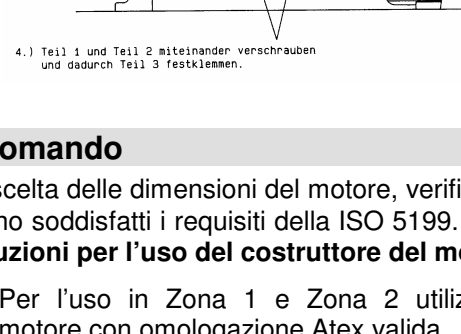 4.) Teil 1 und Teil 2 miteinander verschrauben
und dadurch Teil 3 festklemmen.
omando
scelta delle dimensioni del motore, verifi
no soddisfatti i requisiti della ISO 5199.
uzioni per l'uso del costruttore del mo
Per l'uso in Zona 1 e Zona 2 utiliz
motore con omologazione Atex valida